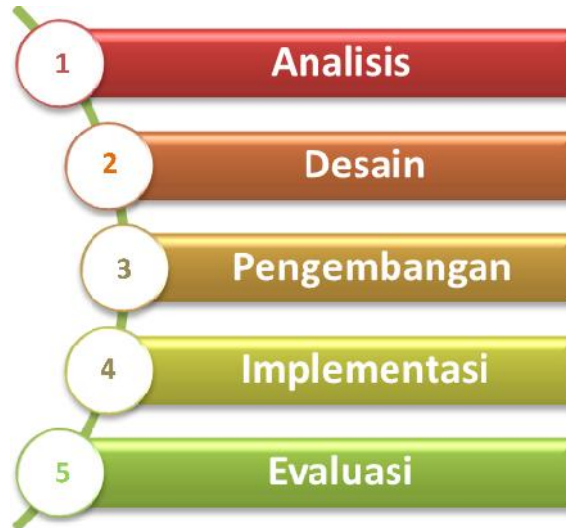 1 Analisis
2 Desain
3 Pengembangan
4 Implementasi
5 Evaluasi